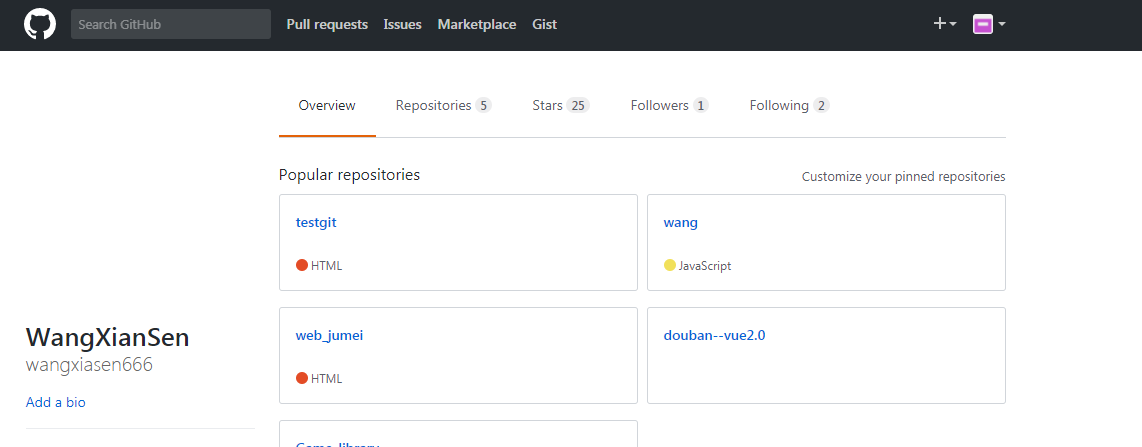 Search GitHub Pull requests Issues Marketplace Gist
Overview Repositories 5 Stars 25 Followers 1 Following 2
Popular repositories Customize your pinned repositories
testgit
HTML
wang
JavaScript
web_jumei
HTML
douban--vue2.0
WangXianSen
wangxiasen666
Add a bio